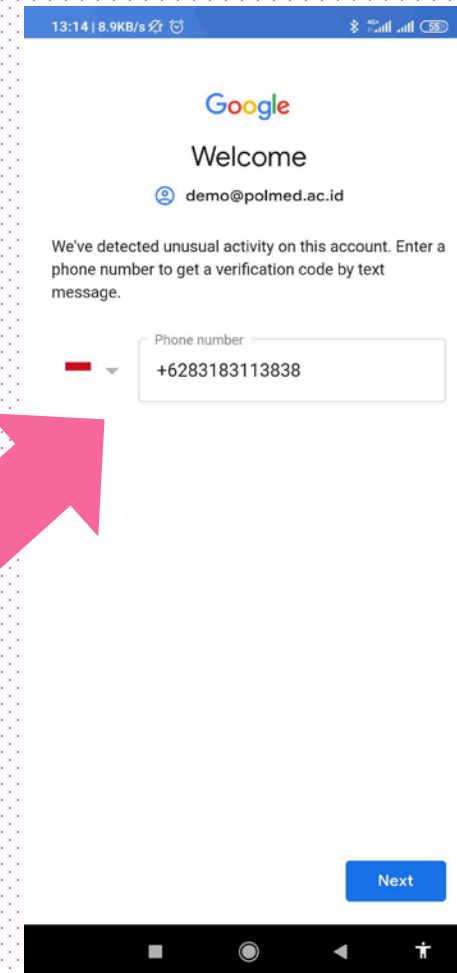 13:14 | 8.9KB/s
55
Google
Welcome
demo@polmed.ac.id
We've detected unusual activity on this account. Enter a
phone number to get a verification code by text
message.
Phone number
+6283183113838
Next